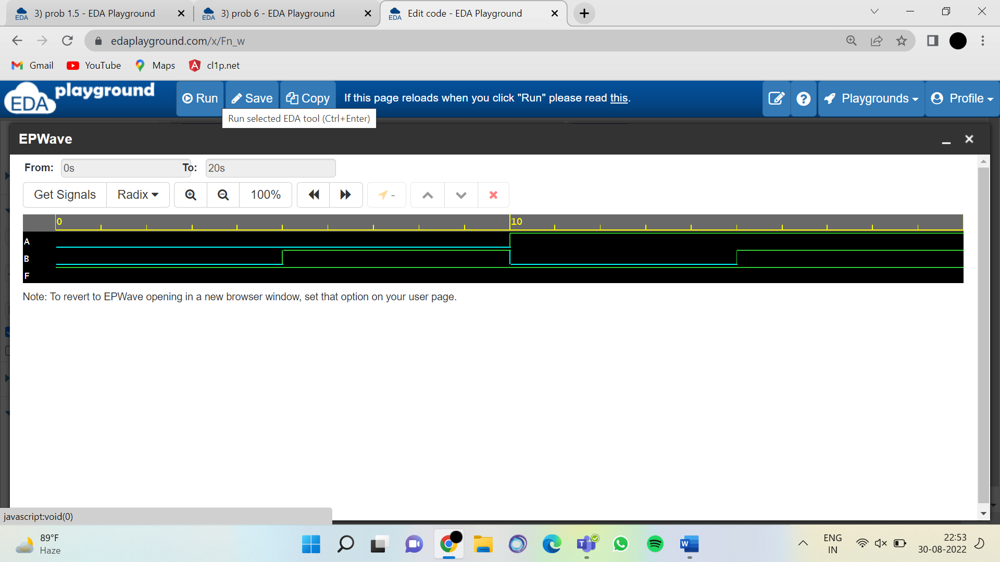 3) prob 1.5 - EDA Playground
3) prob 6 - EDA Playground
Edit code - EDA Playground
edaplayground.com/x/Fn_w
Gmail
YouTube
Maps
cl1p.net
EDA playground
Run
Save
Copy
If this page reloads when you click "Run" please read this.
Playgrounds
Profile
Run selected EDA tool (Ctrl+Enter)
EPWave
From: 0s To: 20s
Get Signals
Radix
100%
-
0
10
A
B
F
Note: To revert to EPWave opening in a new browser window, set that option on your user page.
javascript:void(0)
89°F
Haze
ENG
IN
22:53
30-08-2022